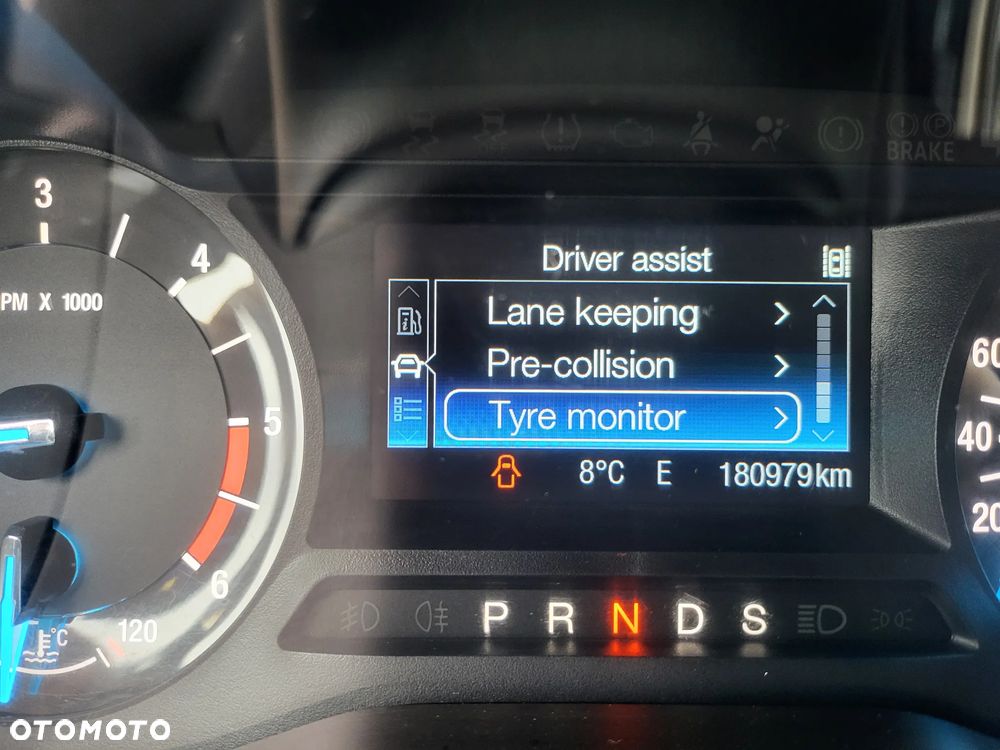 BRAKE
3
4
PM X 1000
5
6
°C
120
Driver assist
Lane keeping
Pre-collision
Tyre monitor
8°C E 180979km
60
40
20
P R N D S
OTOMOTO